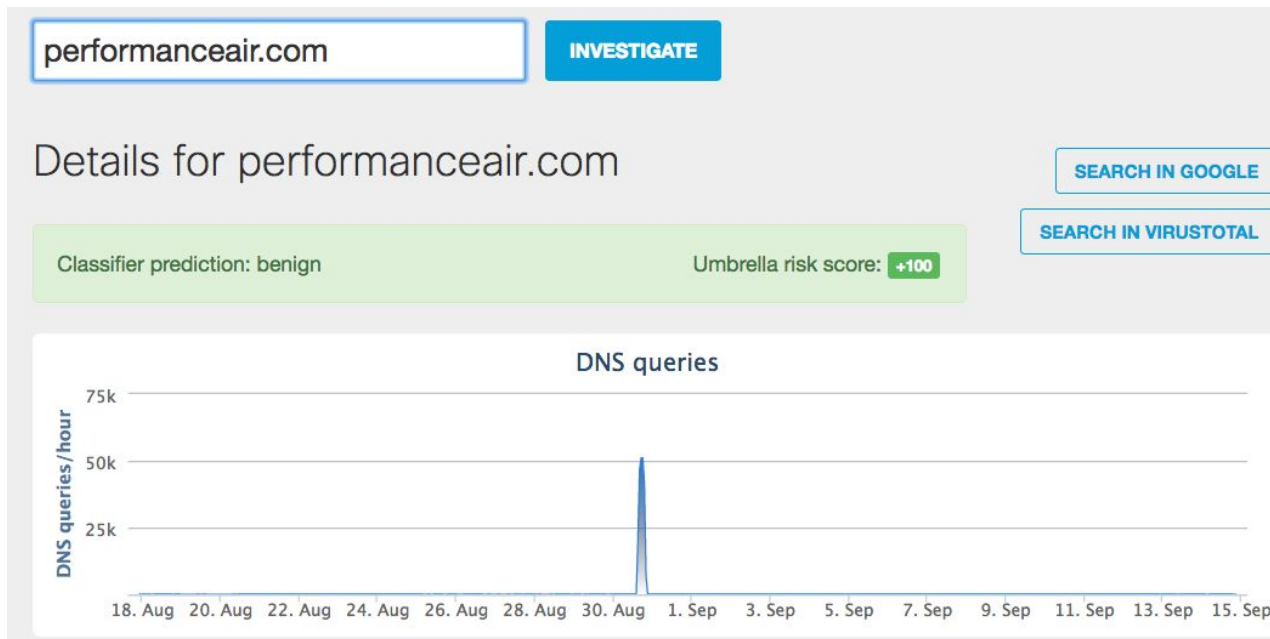 performanceair.com
INVESTIGATE
Details for performanceair.com
SEARCH IN GOOGLE
SEARCH IN VIRUSTOTAL
Classifier prediction: benign
Umbrella risk score: +100
DNS queries
DNS queries/hour
75k
50k
25k
18. Aug 20. Aug 22. Aug 24. Aug 26. Aug 28. Aug 30. Aug 1. Sep 3. Sep 5. Sep 7. Sep 9. Sep 11. Sep 13. Sep 15. Sep